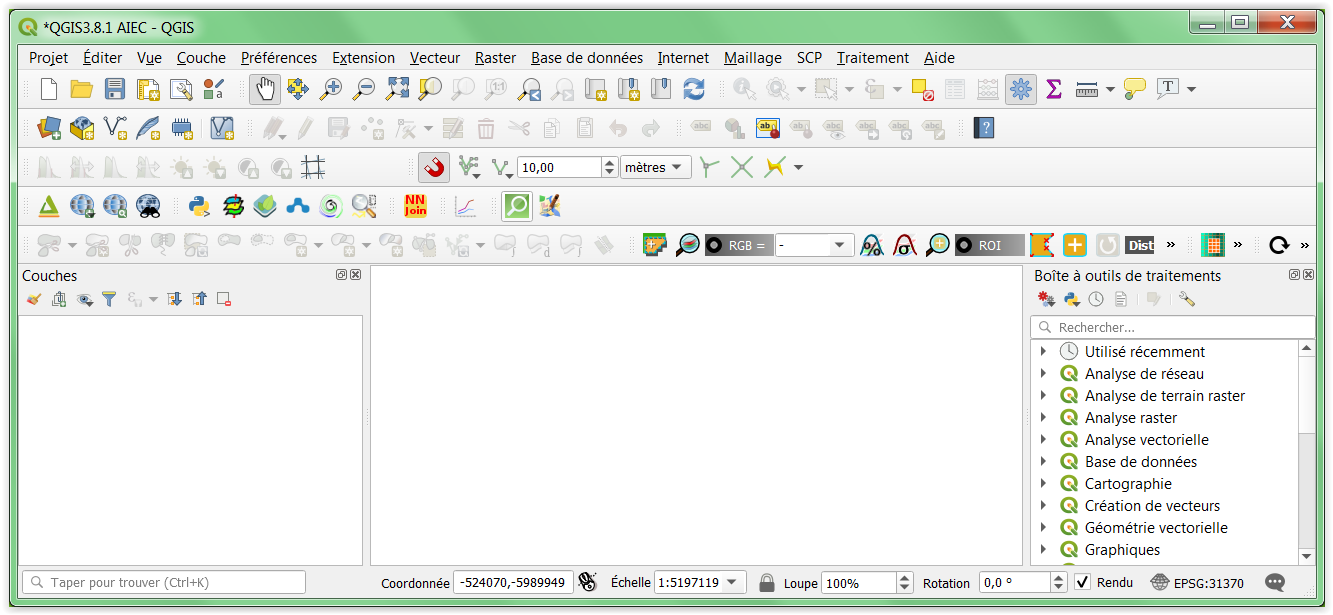 *QGIS3.8.1 AIEC - QGIS
Projet Éditer Vue Couche Préférences Extension Vecteur Raster Base de données Internet Maillage SCP Traitement Aide
10,00 mètres
NN Join
RGB = - ROI Dist » » »
Couches
Boîte à outils de traitements
Rechercher...
Utilisé récemment
Analyse de réseau
Analyse de terrain raster
Analyse raster
Analyse vectorielle
Base de données
Cartographie
Création de vecteurs
Géométrie vectorielle
Graphiques
Taper pour trouver (Ctrl+K) Coordonnée -524070,-5989949 Échelle 1:5197119 Loupe 100% Rotation 0,0 ° Rendu EPSG:31370